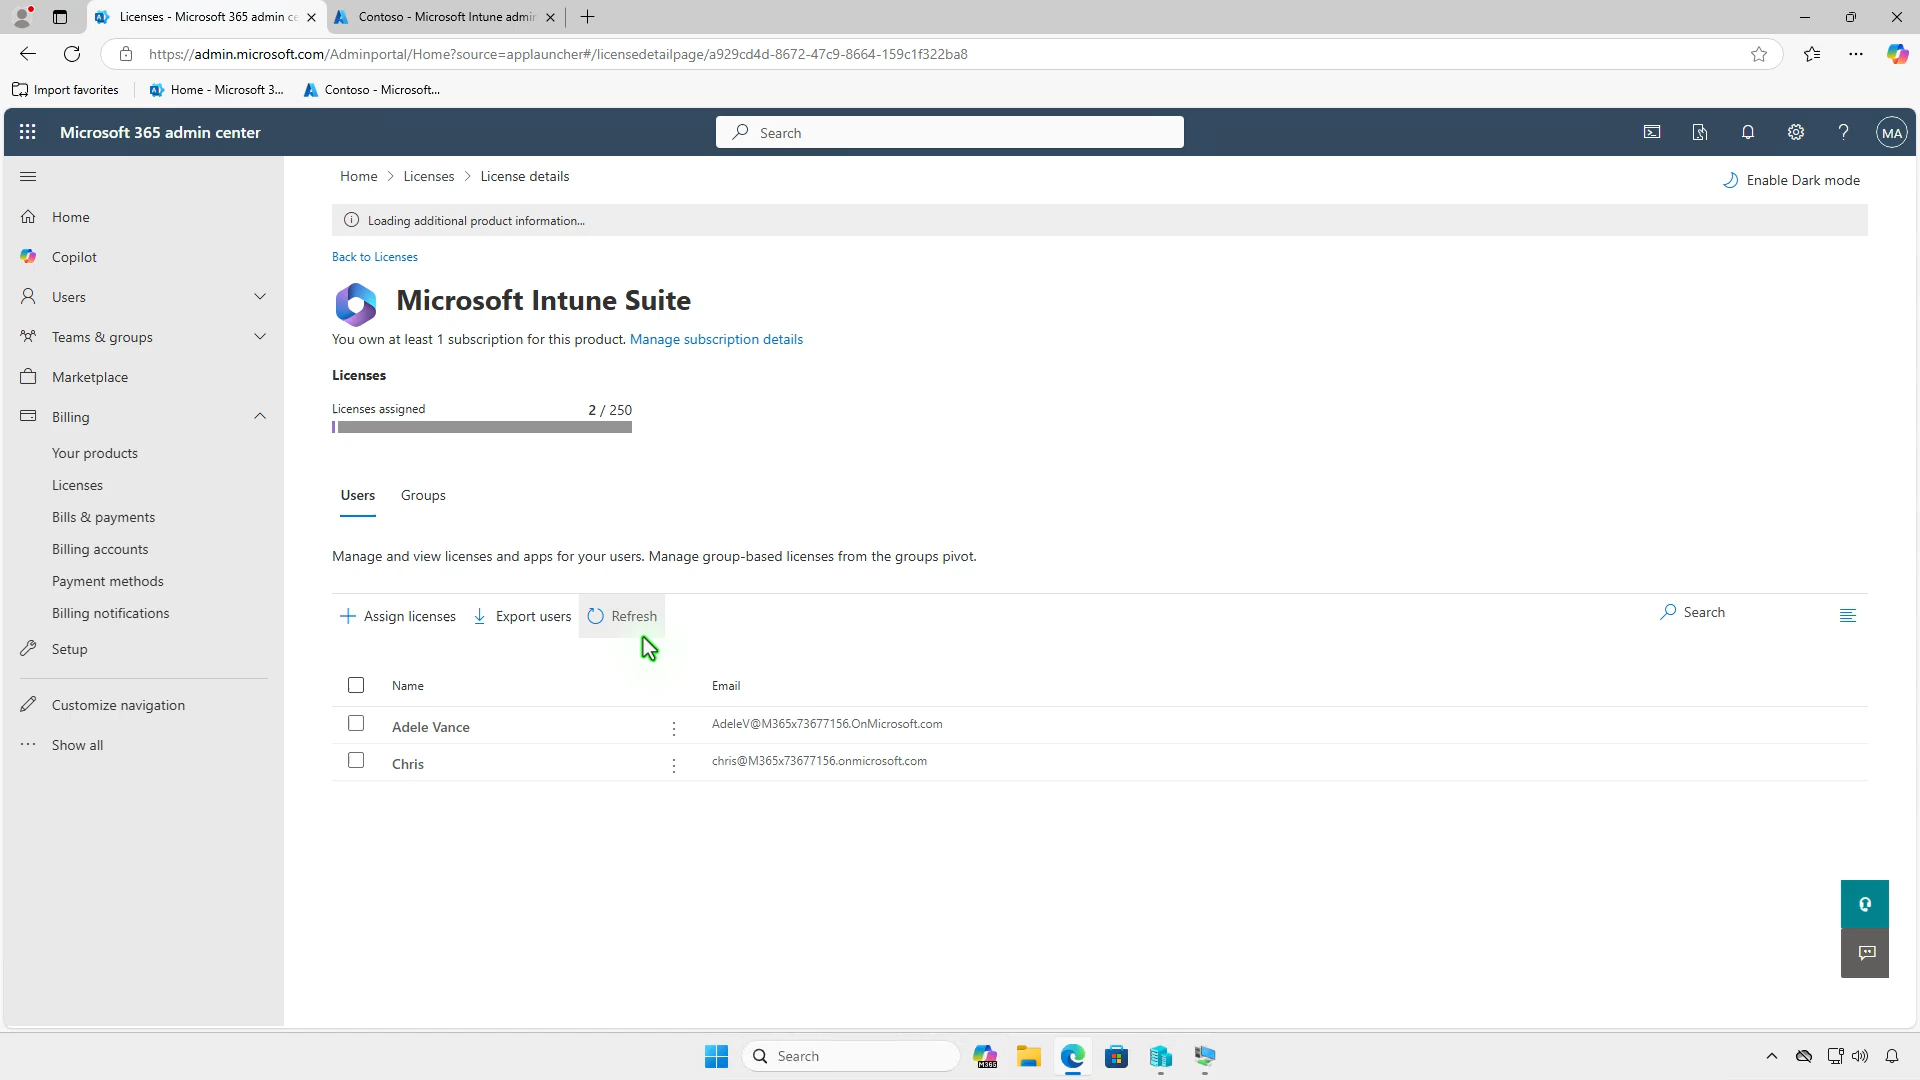 Licenses - Microsoft 365 admin ce
Contoso - Microsoft Intune admin
https://admin.microsoft.com/Adminportal/Home?source=applauncher#/licensedetailpage/a929cd4d-8672-47c9-8664-159c1f322ba8
Import favorites
Home - Microsoft 3...
Contoso - Microsoft...
Microsoft 365 admin center
Search
MA
Home
Copilot
Users
Teams & groups
Marketplace
Billing
Your products
Licenses
Bills & payments
Billing accounts
Payment methods
Billing notifications
Setup
Customize navigation
Show all
Home > Licenses > License details
Enable Dark mode
Loading additional product information...
Back to Licenses
Microsoft Intune Suite
You own at least 1 subscription for this product. Manage subscription details
Licenses
Licenses assigned 2 / 250
Users Groups
Manage and view licenses and apps for your users. Manage group-based licenses from the groups pivot.
Assign licenses Export users Refresh
Search
Name Email
Adele Vance AdeleV@M365x73677156.OnMicrosoft.com
Chris chris@M365x73677156.onmicrosoft.com
Search
M365